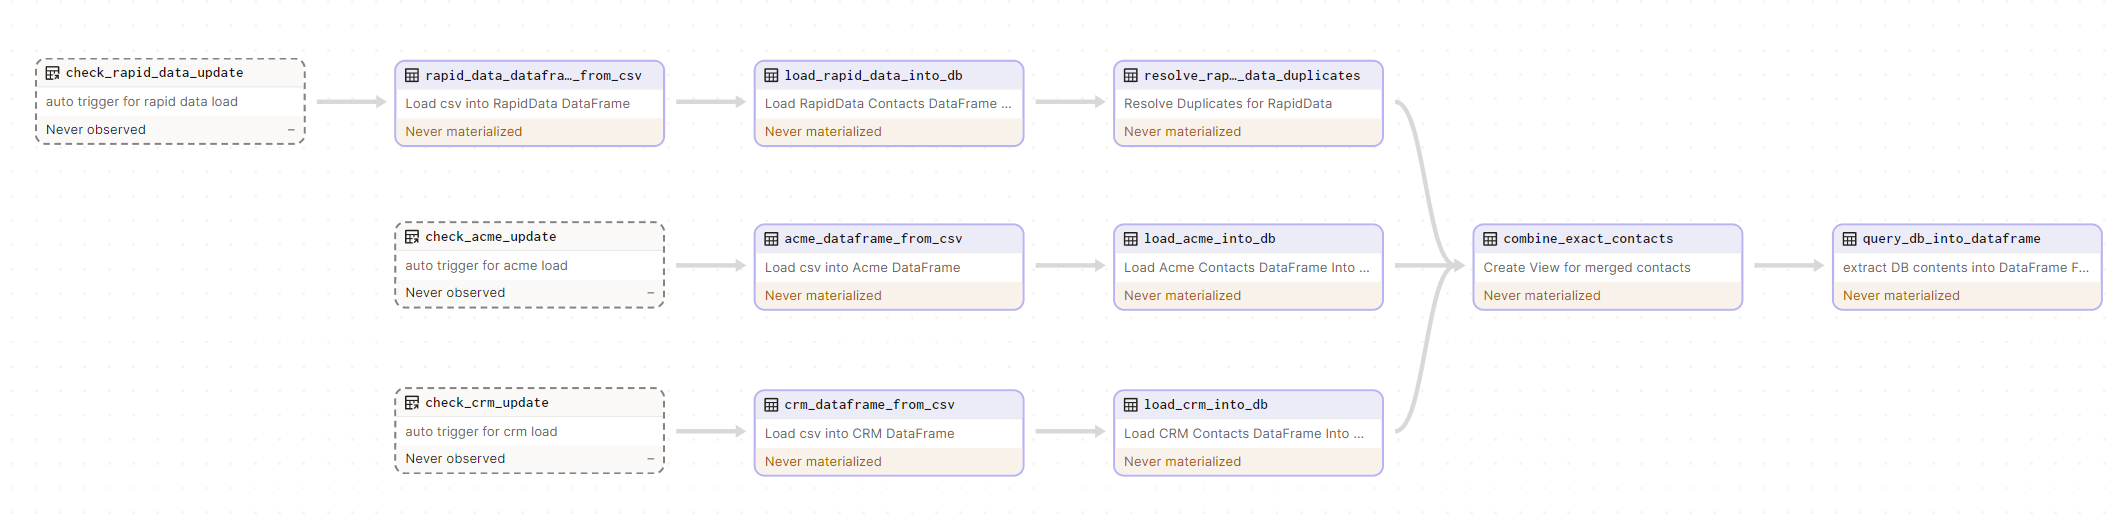 check_rapid_data_update
auto trigger for rapid data load
Never observed –
rapid_data_datafra…_from_csv
Load csv into RapidData DataFrame
Never materialized
load_rapid_data_into_db
Load RapidData Contacts DataFrame ...
Never materialized
resolve_rap…_data_duplicates
Resolve Duplicates for RapidData
Never materialized
check_acme_update
auto trigger for acme load
Never observed –
acme_dataframe_from_csv
Load csv into Acme DataFrame
Never materialized
load_acme_into_db
Load Acme Contacts DataFrame Into ...
Never materialized
combine_exact_contacts
Create View for merged contacts
Never materialized
query_db_into_dataframe
extract DB contents into DataFrame F...
Never materialized
check_crm_update
auto trigger for crm load
Never observed –
crm_dataframe_from_csv
Load csv into CRM DataFrame
Never materialized
load_crm_into_db
Load CRM Contacts DataFrame Into ...
Never materialized